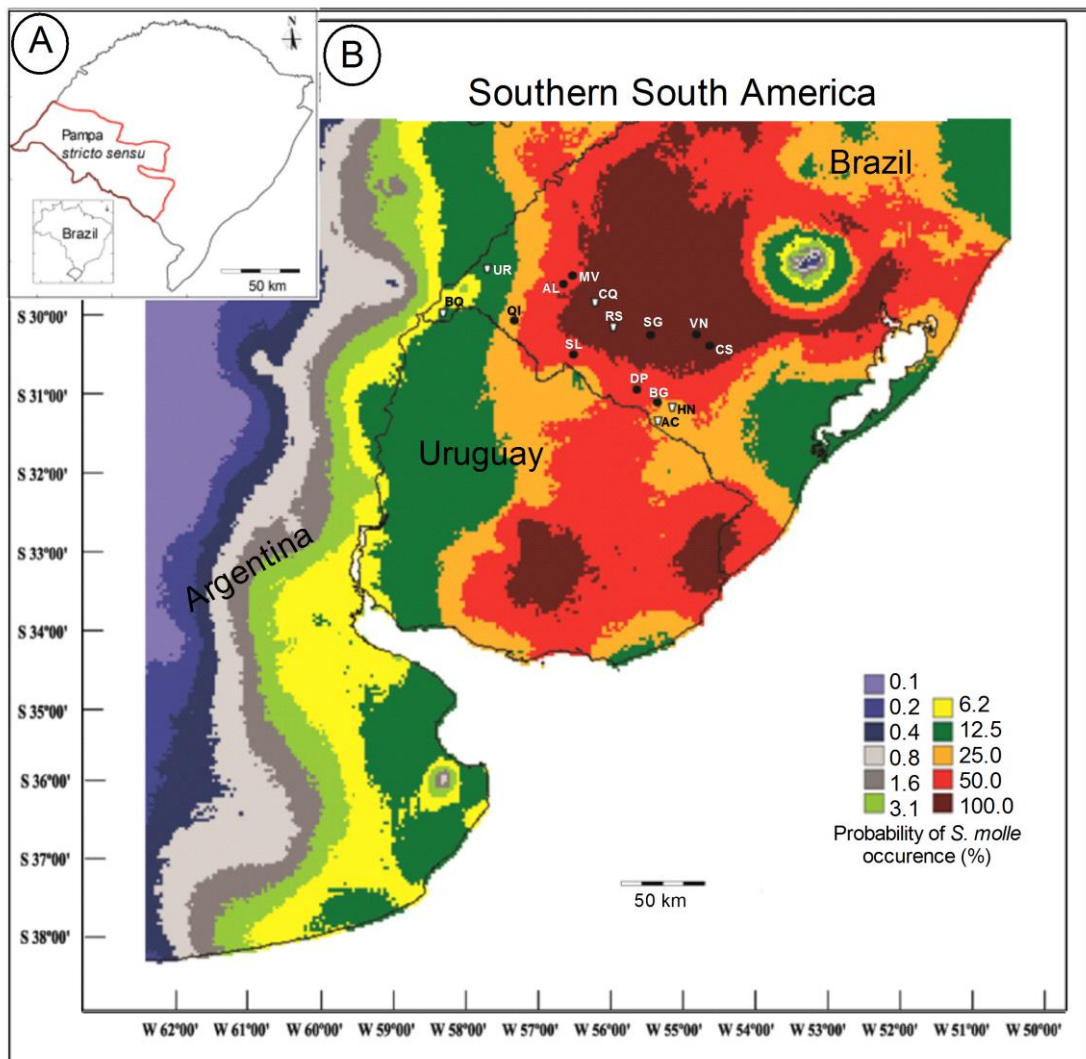 A
N
Pampa
stricto sensu
Brazil
50 km
B
Southern South America
Brazil
UR
BQ
MV
AL
CQ
QI
RS
SG
VN
CS
SL
DP
BG
HN
AC
Uruguay
Argentina
S 30°00'
S 31°00'
S 32°00'
S 33°00'
S 34°00'
S 35°00'
S 36°00'
S 37°00'
S 38°00'
0.1
0.2
0.4
0.8
1.6
3.1
6.2
12.5
25.0
50.0
100.0
Probability of S. molle
occurence (%)
50 km
W 62°00' W 61°00' W 60°00' W 59°00' W 58°00' W 57°00' W 56°00' W 55°00' W 54°00' W 53°00' W 52°00' W 51°00' W 50°00'